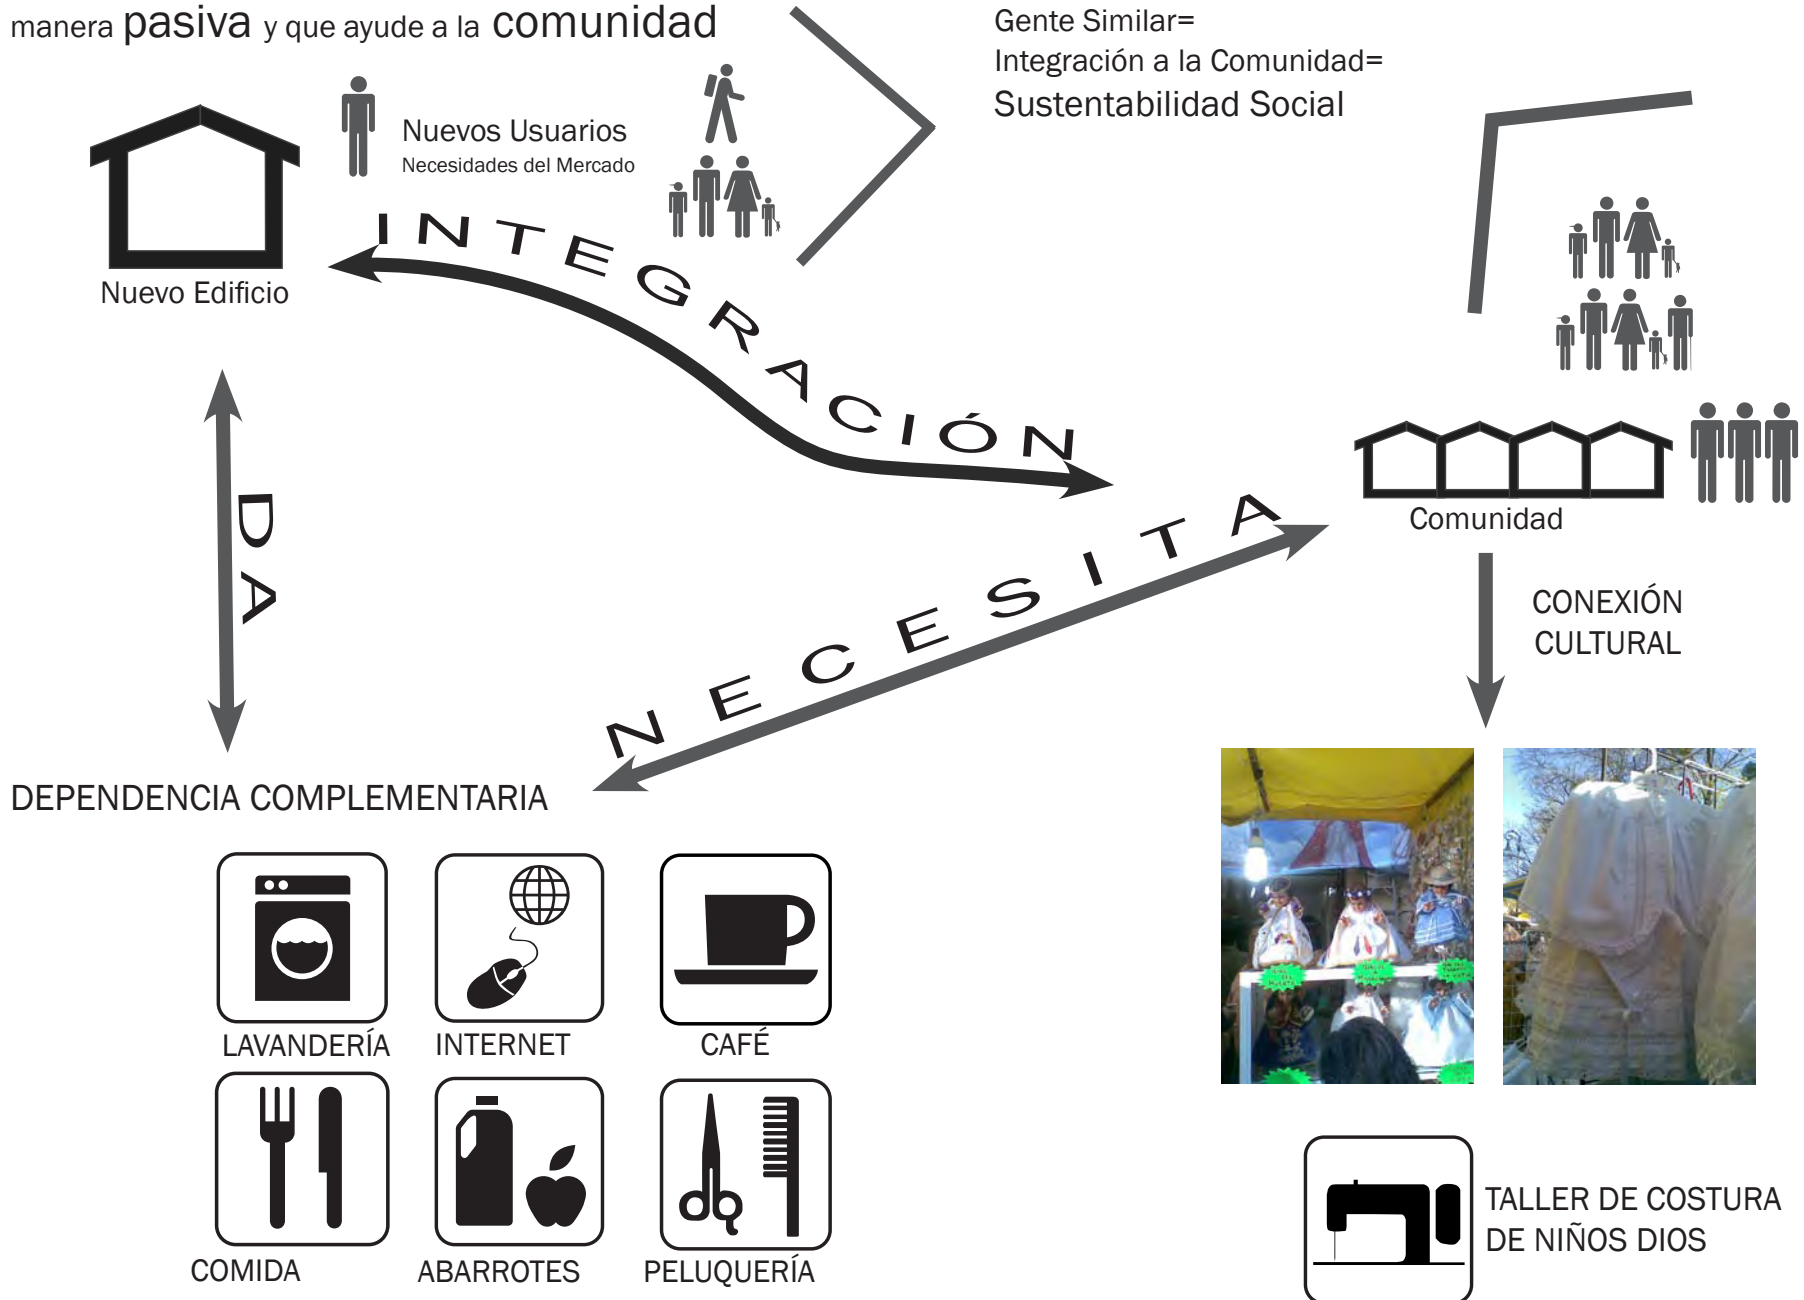 manera pasiva y que ayude a la comunidad
Gente Similar=
Integración a la Comunidad=
Sustentabilidad Social
Nuevos Usuarios
Necesidades del Mercado
Nuevo Edificio
INTEGRACIÓN
DA
NECESITA
Comunidad
CONEXIÓN
CULTURAL
DEPENDENCIA COMPLEMENTARIA
LAVANDERÍA
INTERNET
CAFÉ
COMIDA
ABARROTES
PELUQUERÍA
TALLER DE COSTURA
DE NIÑOS DIOS